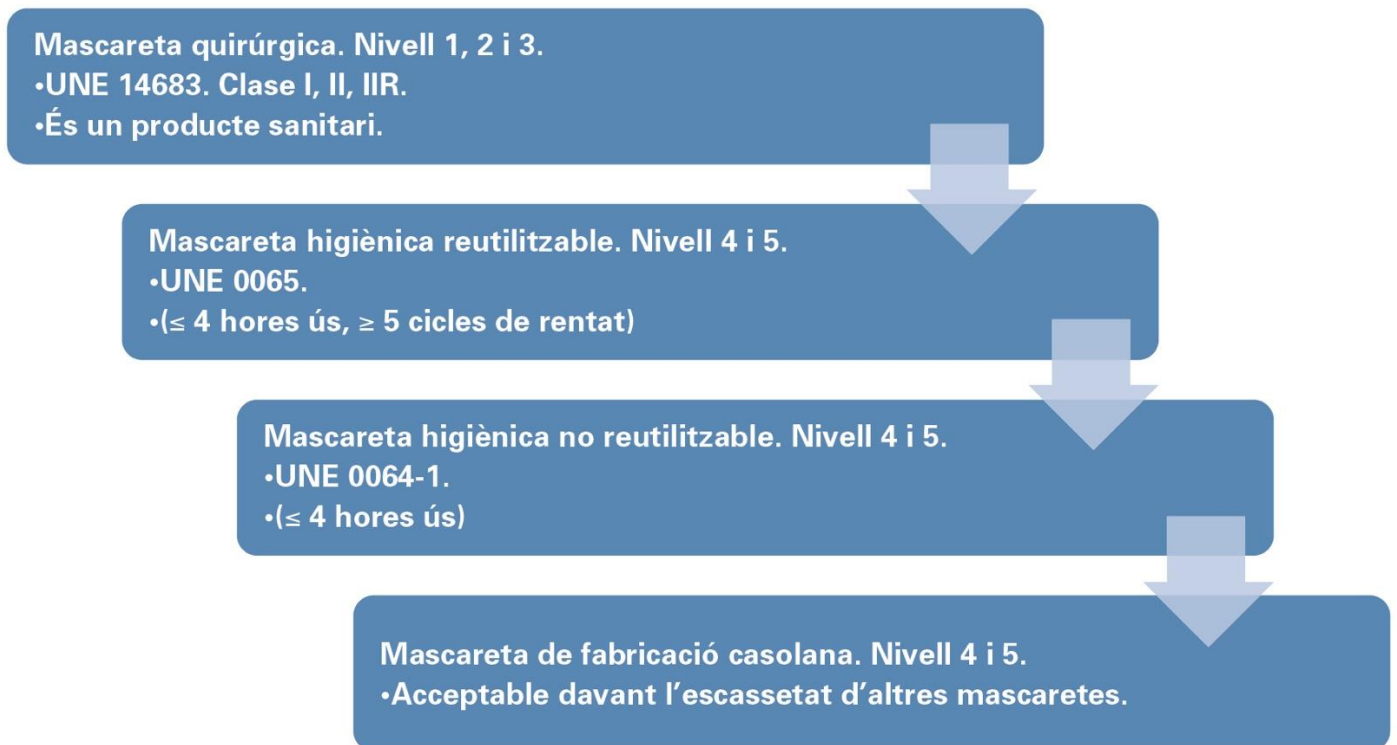 Mascareta quirúrgica. Nivell 1, 2 i 3.
•UNE 14683. Clase I, II, IIR.
•És un producte sanitari.
Mascareta higiènica reutilitzable. Nivell 4 i 5.
•UNE 0065.
•(≤ 4 hores ús, ≥ 5 cicles de rentat)
Mascareta higiènica no reutilitzable. Nivell 4 i 5.
•UNE 0064-1.
•(≤ 4 hores ús)
Mascareta de fabricació casolana. Nivell 4 i 5.
•Acceptable davant l’escassetat d’altres mascaretes.